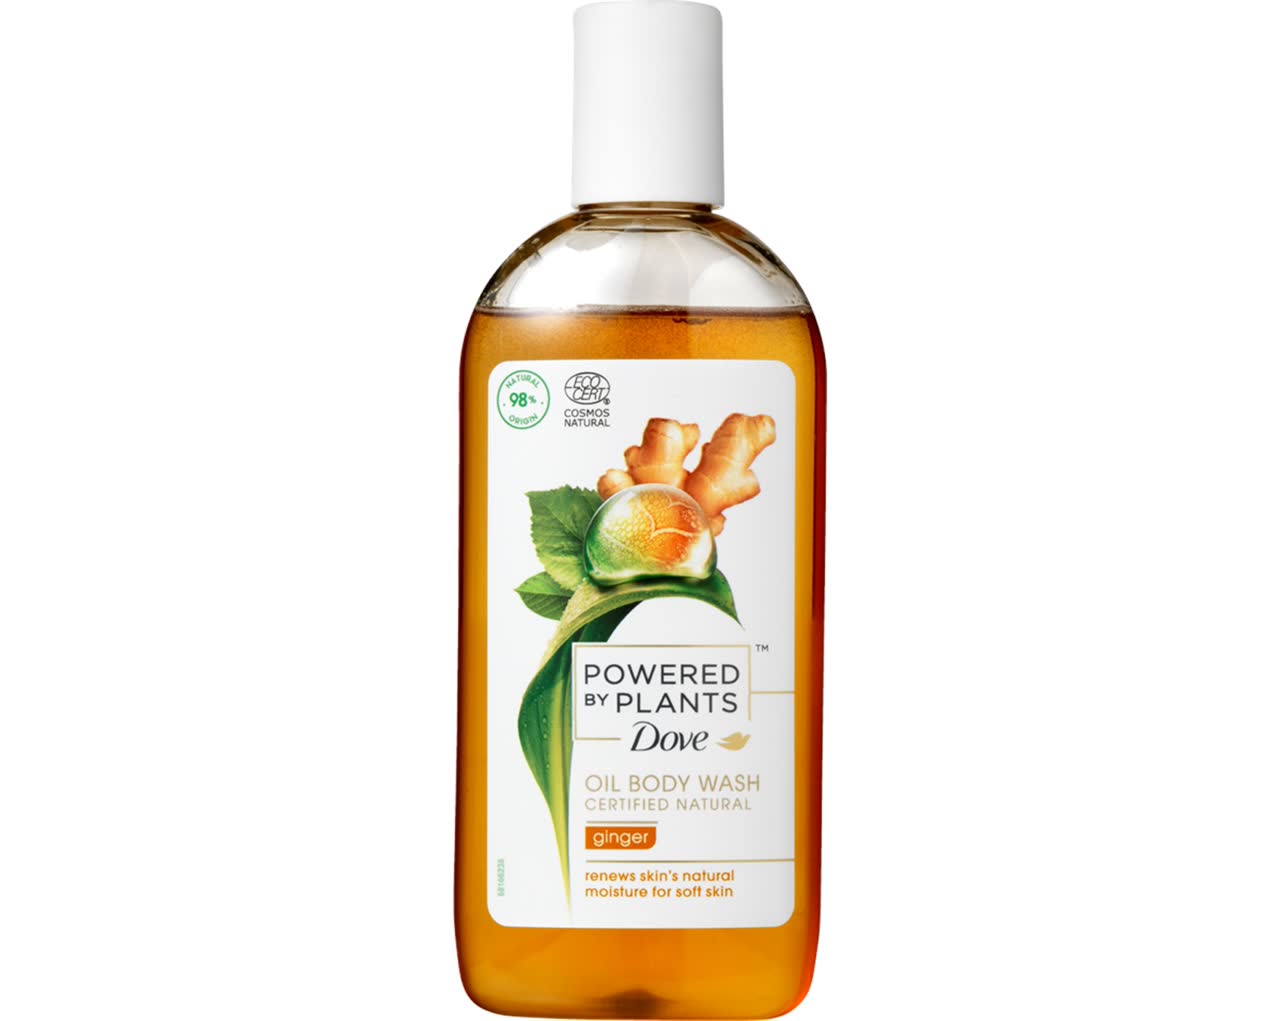 NATURAL
98%
ORIGIN
ECO
CERT®
COSMOS
NATURAL
POWERED™
BY PLANTS
Dove
OIL BODY WASH
CERTIFIED NATURAL
ginger
renews skin's natural
moisture for soft skin